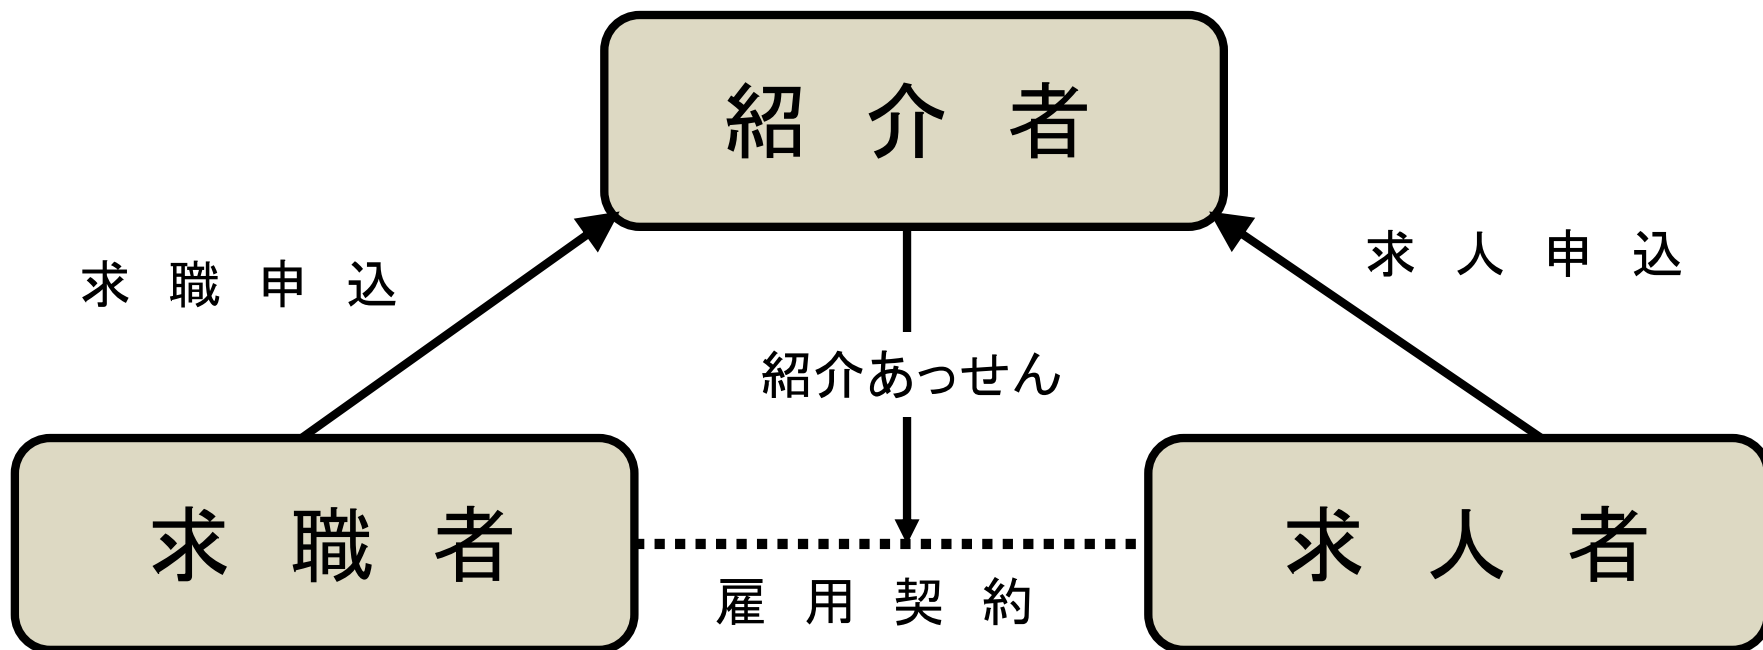 紹介者
求人申込
求職申込
紹介あっせん
求職者
求人者
雇用契約